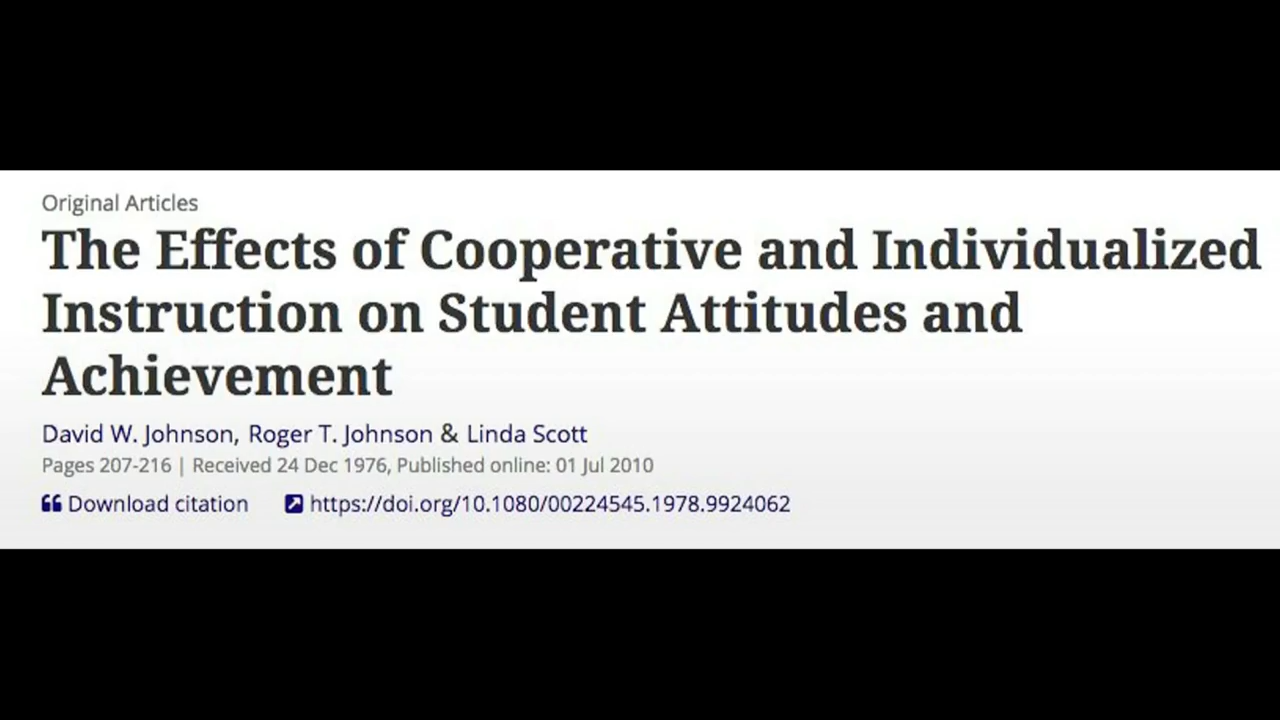 Original Articles
The Effects of Cooperative and Individualized
Instruction on Student Attitudes and
Achievement
David W. Johnson, Roger T. Johnson & Linda Scott
Pages 207-216 | Received 24 Dec 1976, Published online: 01 Jul 2010
Download citation https://doi.org/10.1080/00224545.1978.9924062